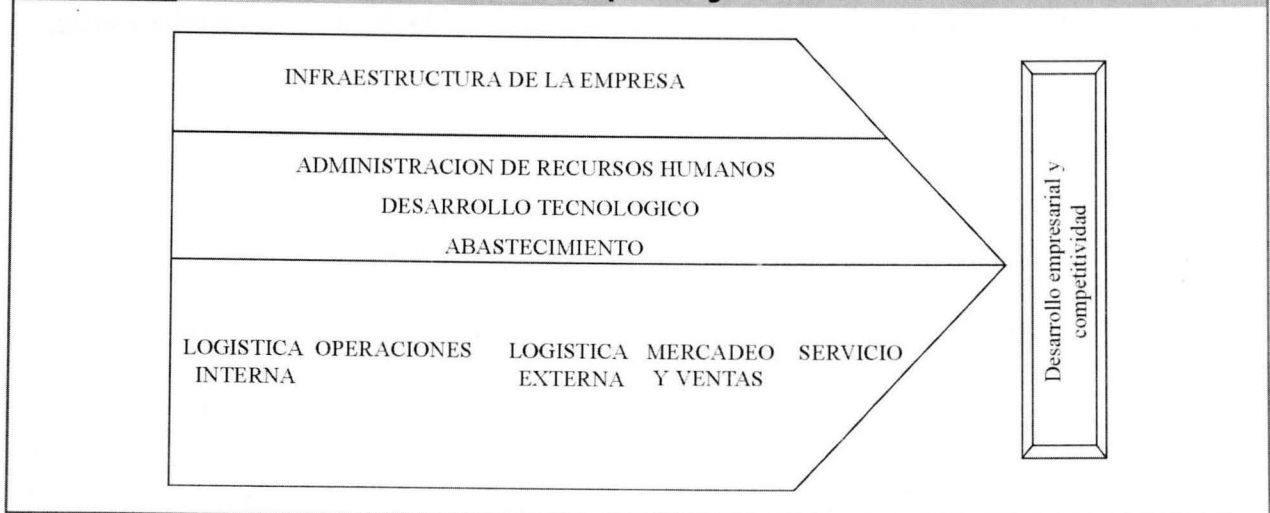 INFRAESTRUCTURA DE LA EMPRESA
ADMINISTRACION DE RECURSOS HUMANOS
DESARROLLO TECNOLOGICO
ABASTECIMIENTO
LOGISTICA OPERACIONES LOGISTICA MERCADEO SERVICIO
INTERNA EXTERNA Y VENTAS
Desarrollo empresarial y
competitividad